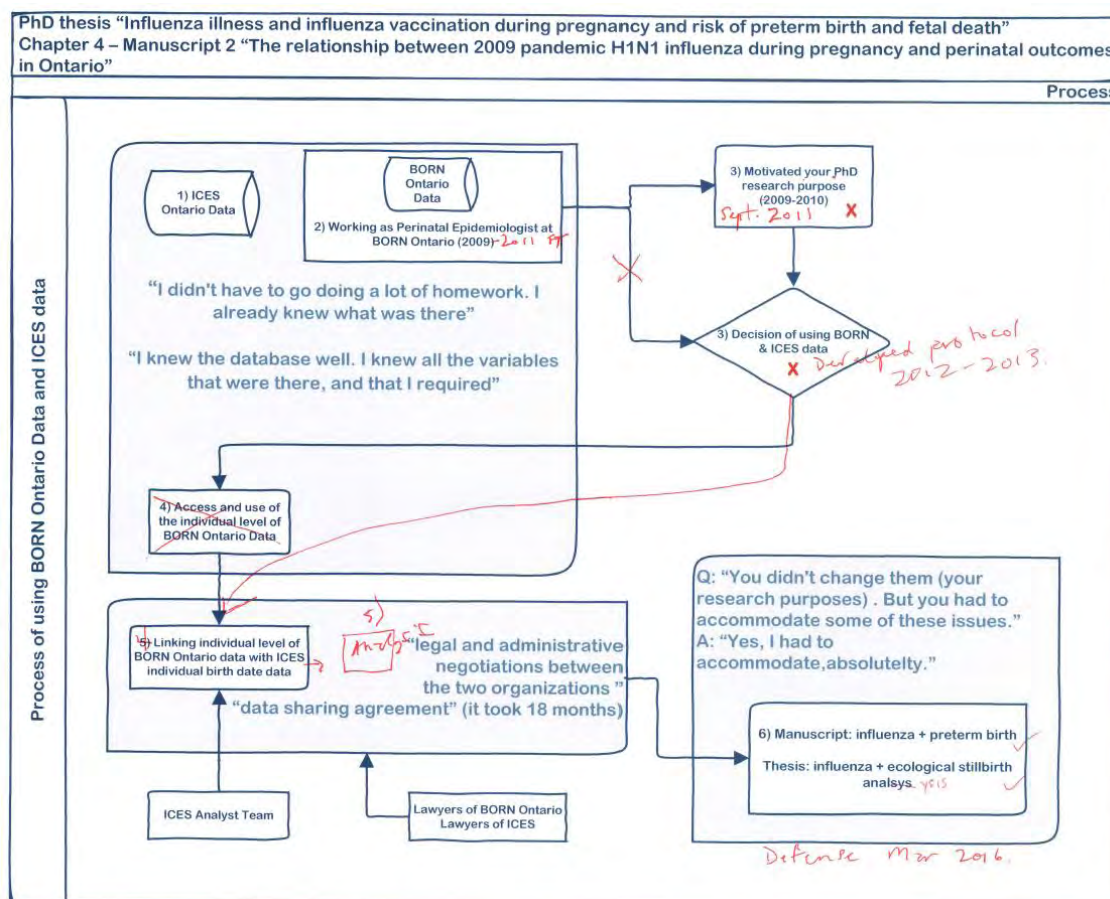 PhD thesis “Influenza illness and influenza vaccination during pregnancy and risk of preterm birth and fetal death”
Chapter 4 – Manuscript 2 “The relationship between 2009 pandemic H1N1 influenza during pregnancy and perinatal outcomes
in Ontario”
Process
Process of using BORN Ontario Data and ICES data
1) ICES
Ontario Data
BORN
Ontario
Data
2) Working as Perinatal Epidemiologist at
BORN Ontario (2009) -2011
3) Motivated your PhD
research purpose
(2009-2010)
Sept. 2011 X
“I didn't have to go doing a lot of homework. I
already knew what was there”
“I knew the database well. I knew all the variables
that were there, and that I required”
3) Decision of using BORN
& ICES data
X Developed protocol
2012-2013.
4) Access and use of
the individual level of
BORN Ontario Data
5) Linking individual level of
BORN Ontario data with ICES
individual birth date data
5)
“legal and administrative
negotiations between
the two organizations ”
“data sharing agreement” (it took 18 months)
ICES Analyst Team
Lawyers of BORN Ontario
Lawyers of ICES
Q: “You didn't change them (your
research purposes) . But you had to
accommodate some of these issues.”
A: “Yes, I had to
accommodate,absolutelty.”
6) Manuscript: influenza + preterm birth
Thesis: influenza + ecological stillbirth
analsys ysis
Defense Mar 2016.